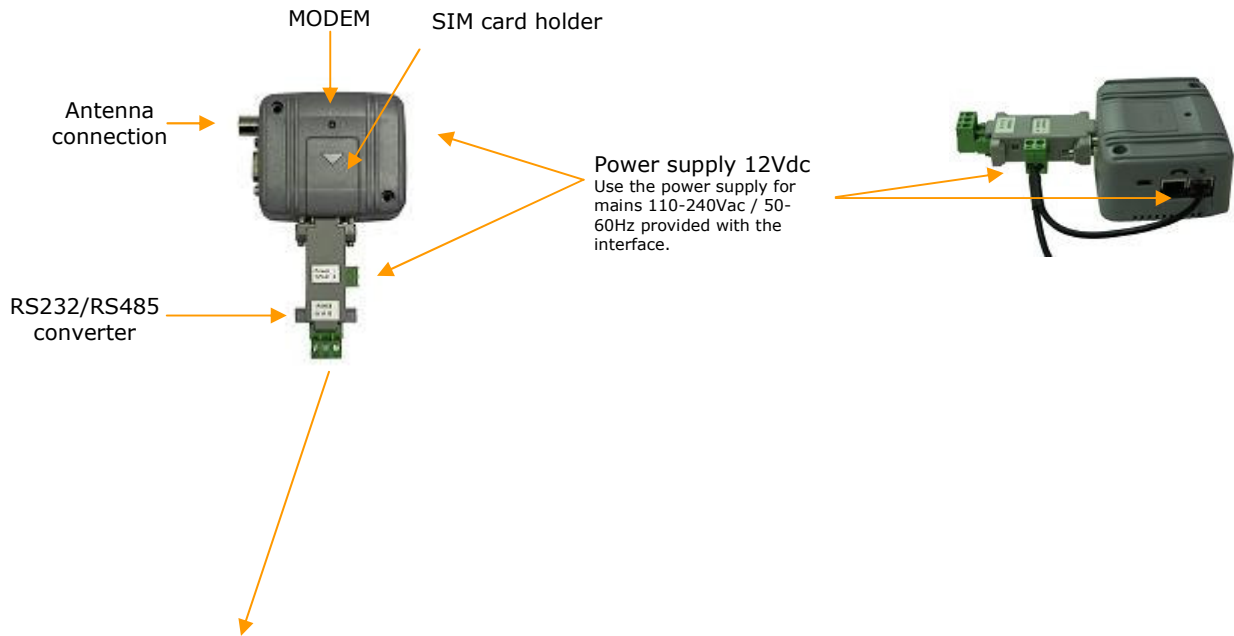 MODEM
SIM card holder
Antenna
connection
Power supply 12Vdc
Use the power supply for
mains 110-240Vac / 50-
60Hz provided with the
interface.
RS232/RS485
converter